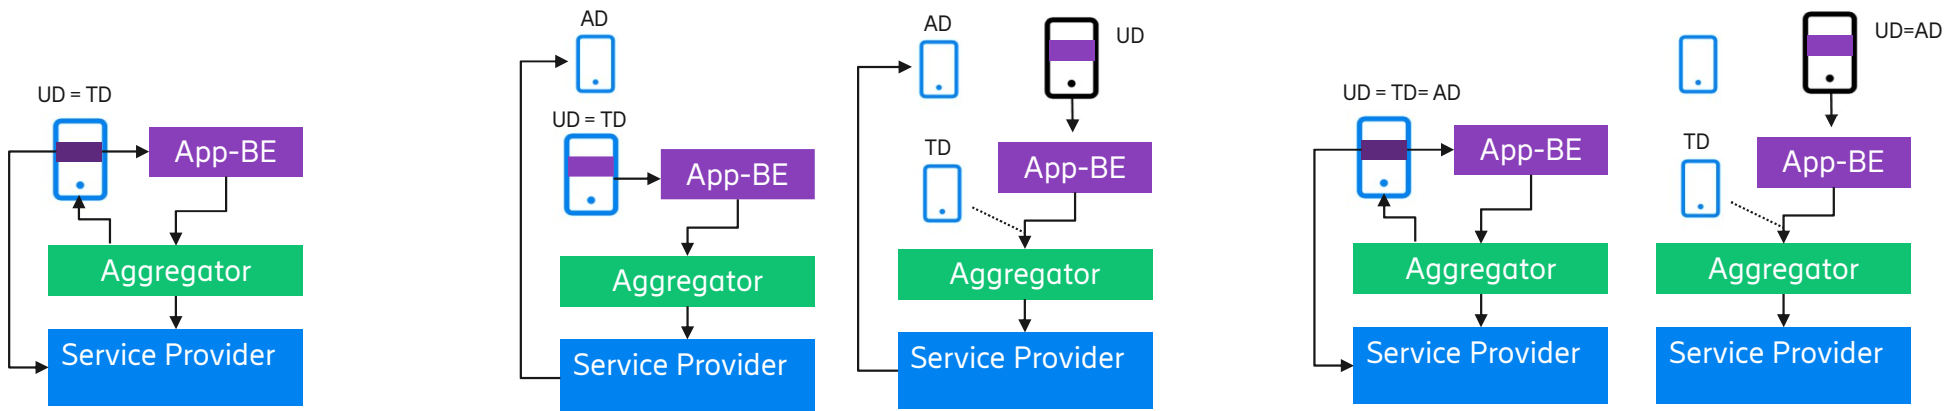 UD = TD
App-BE
Aggregator
Service Provider
AD
UD = TD
App-BE
Aggregator
Service Provider
AD
UD
TD
App-BE
Aggregator
Service Provider
UD = TD= AD
App-BE
Aggregator
Service Provider
UD=AD
TD
App-BE
Aggregator
Service Provider